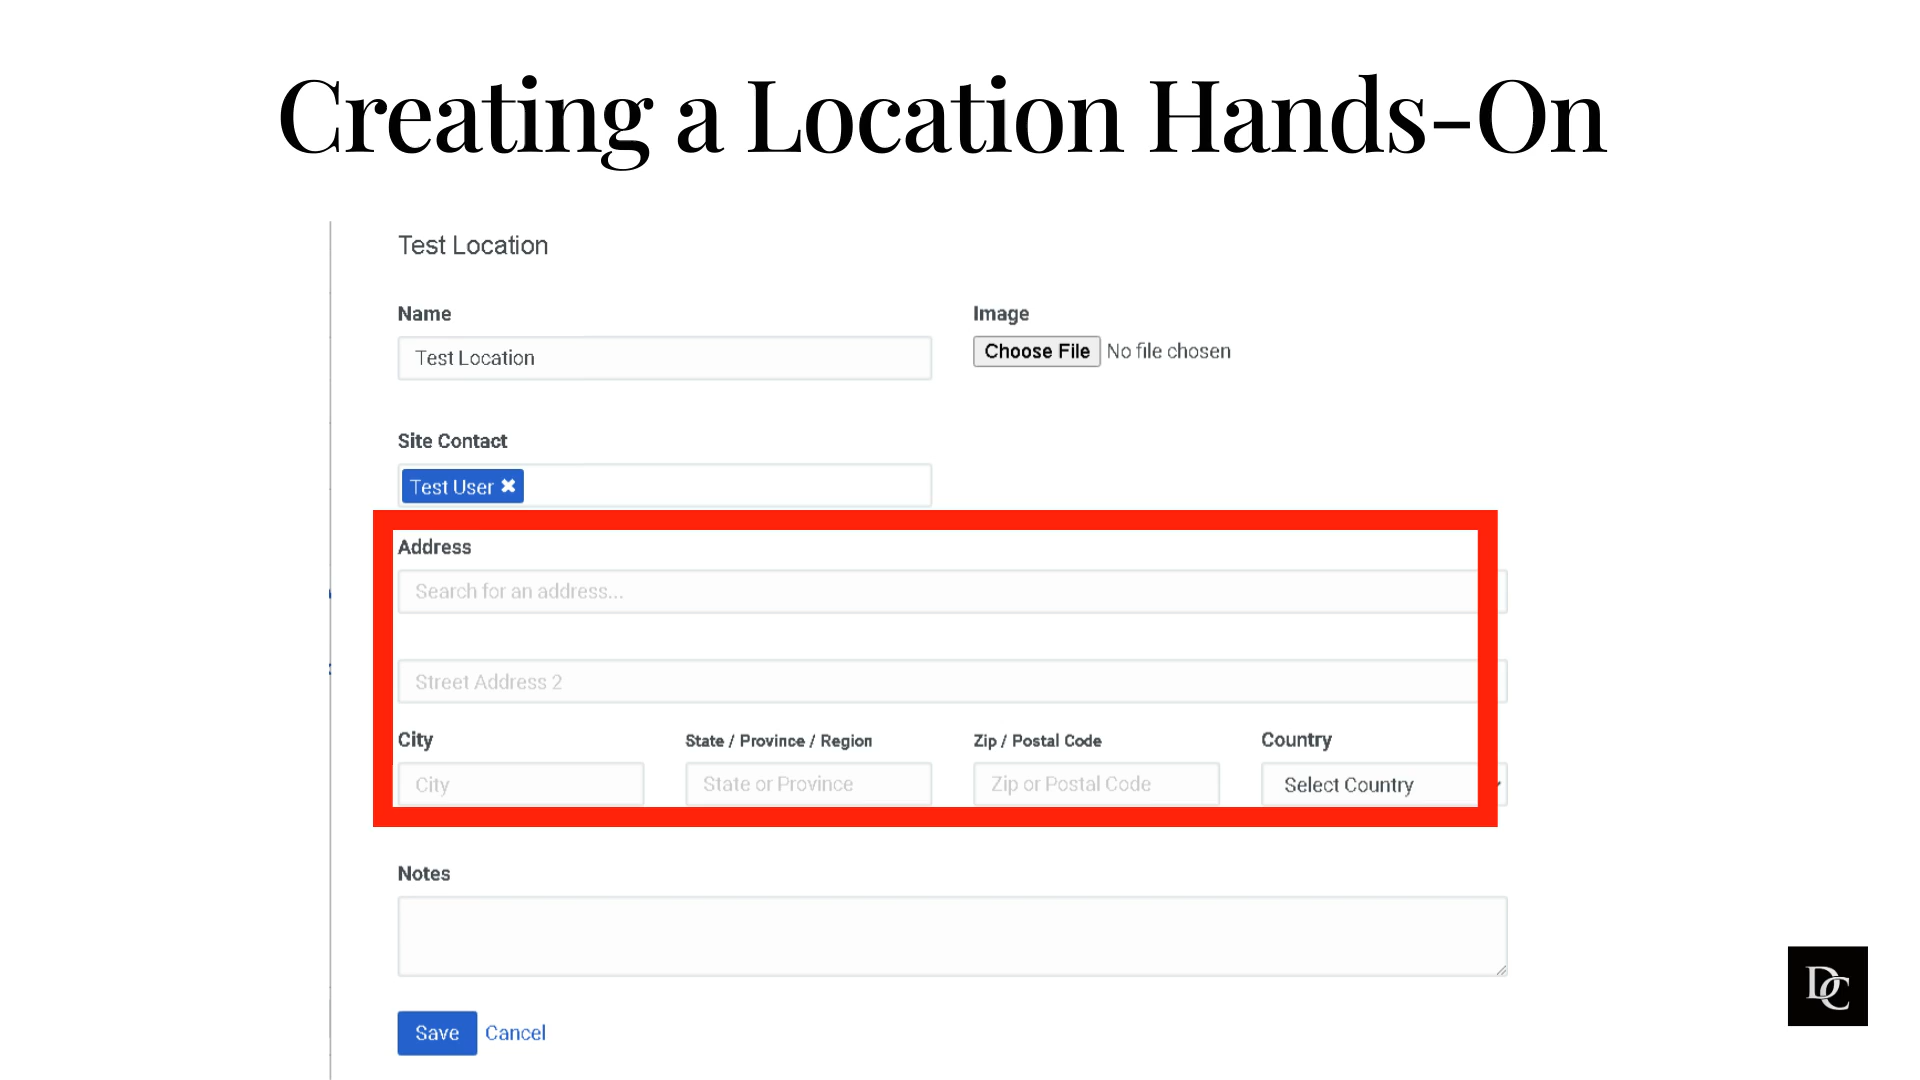 Creating a Location Hands-On
Test Location
Name
Image
Test Location
Choose File No file chosen
Site Contact
Test User ✖
Address
Search for an address...
Street Address 2
City
State / Province / Region
Zip / Postal Code
Country
City
State or Province
Zip or Postal Code
Select Country
Notes
Save Cancel
DC